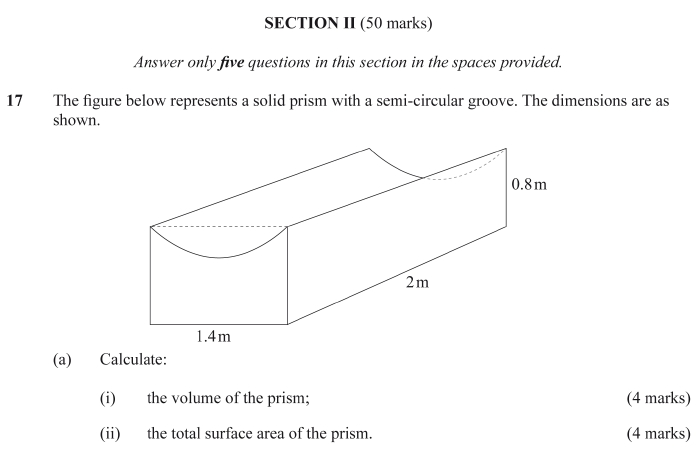 SECTION II (50 marks)
Answer only five questions in this section in the spaces provided.
17 The figure below represents a solid prism with a semi-circular groove. The dimensions are as
shown.
0.8 m
2 m
1.4 m
(a) Calculate:
(i) the volume of the prism; (4 marks)
(ii) the total surface area of the prism. (4 marks)